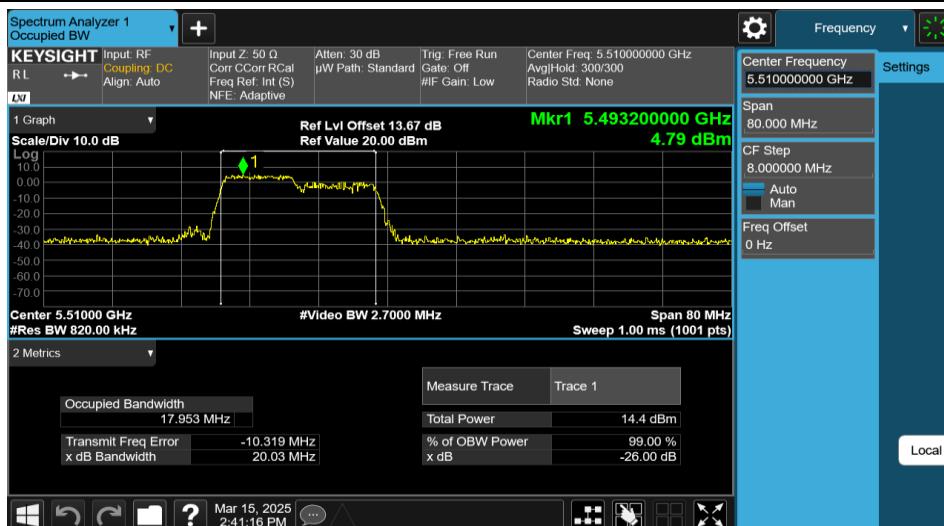 Spectrum Analyzer 1
Occupied BW
+
Frequency
KEYSIGHT
RL
LXI
Input: RF
Coupling: DC
Align: Auto
Input Z: 50 Ω
Corr CCorr RCal
Freq Ref: Int (S)
NFE: Adaptive
Atten: 30 dB
µW Path: Standard
Trig: Free Run
Gate: Off
#IF Gain: Low
Center Freq: 5.510000000 GHz
Avg|Hold: 300/300
Radio Std: None
1 Graph
Scale/Div 10.0 dB
Ref Lvl Offset 13.67 dB
Ref Value 20.00 dBm
Mkr1 5.493200000 GHz
4.79 dBm
Log
10.0
0.00
-10.0
-20.0
-30.0
-40.0
-50.0
-60.0
-70.0
1
Center 5.51000 GHz
#Res BW 820.00 kHz
#Video BW 2.7000 MHz
Span 80 MHz
Sweep 1.00 ms (1001 pts)
2 Metrics
Occupied Bandwidth
17.953 MHz
Transmit Freq Error -10.319 MHz
x dB Bandwidth 20.03 MHz
Measure Trace Trace 1
Total Power 14.4 dBm
% of OBW Power 99.00 %
x dB -26.00 dB
Center Frequency
5.510000000 GHz
Span
80.000 MHz
CF Step
8.000000 MHz
Auto
Man
Freq Offset
0 Hz
Settings
Local
?
Mar 15, 2025
2:41:16 PM